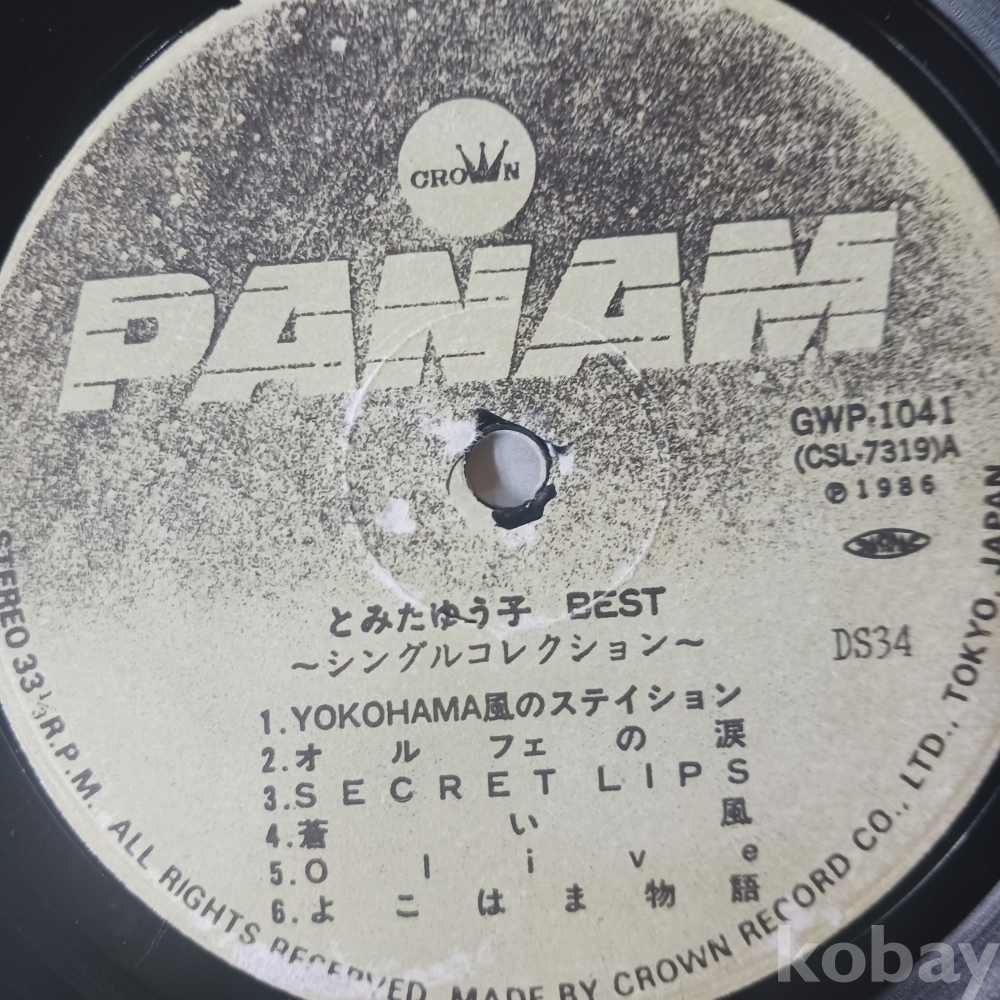 CROWN
PANAM
GWP-1041
(CSL-7319)A
℗1986
とみたゆう子 BEST
～シングルコレクション～
DS34
1.YOKOHAMA風のステイション
2.オルフェの涙
3.SECRET LIPS
4.蒼い風
5.Olive
6.よこはま物語
STEREO 33⅓ R.P.M. ALL RIGHTS RECERVED. MADE BY CROWN RECORD CO., LTD., TOKYO, JAPAN
kobay